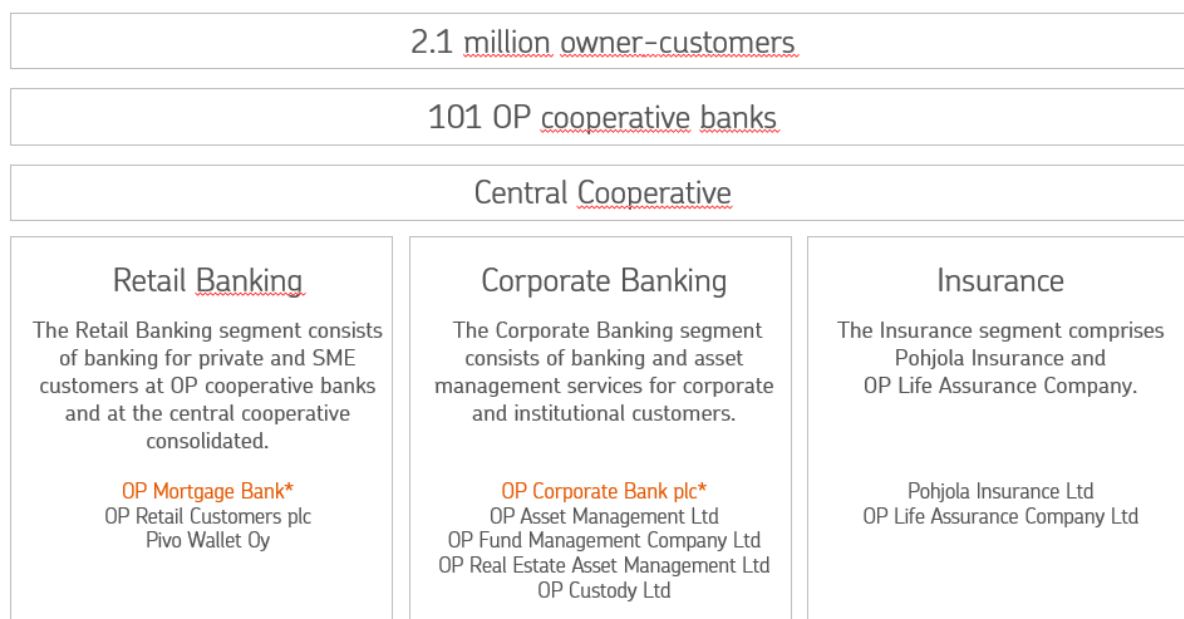 2.1 million owner-customers
101 OP cooperative banks
Central Cooperative
Retail Banking
The Retail Banking segment consists
of banking for private and SME
customers at OP cooperative banks
and at the central cooperative
consolidated.
OP Mortgage Bank*
OP Retail Customers plc
Pivo Wallet Oy
Corporate Banking
The Corporate Banking segment
consists of banking and asset
management services for corporate
and institutional customers.
OP Corporate Bank plc*
OP Asset Management Ltd
OP Fund Management Company Ltd
OP Real Estate Asset Management Ltd
OP Custody Ltd
Insurance
The Insurance segment comprises
Pohjola Insurance and
OP Life Assurance Company.
Pohjola Insurance Ltd
OP Life Assurance Company Ltd